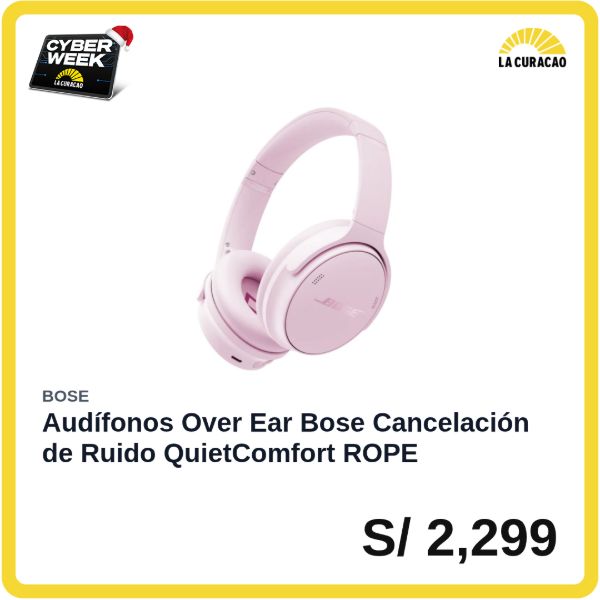 CYBER
WEEK
LA CURACAO
LA CURACAO
BOSE
BOSE
Audífonos Over Ear Bose Cancelación
de Ruido QuietComfort ROPE
S/ 2,299